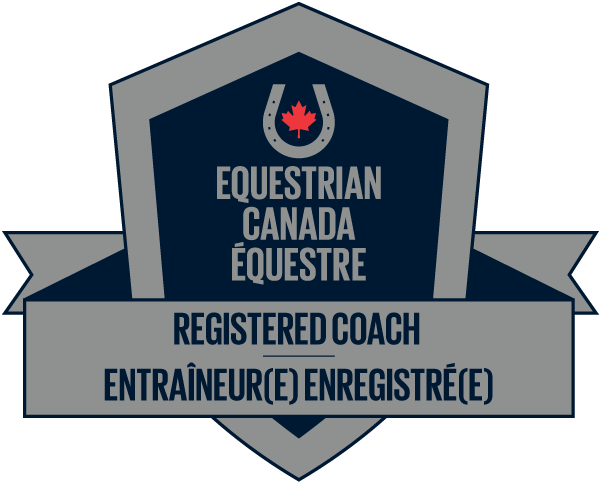 EQUESTRIAN
CANADA
ÉQUESTRE
REGISTERED COACH
ENTRAÎNEUR(E) ENREGISTRÉ(E)